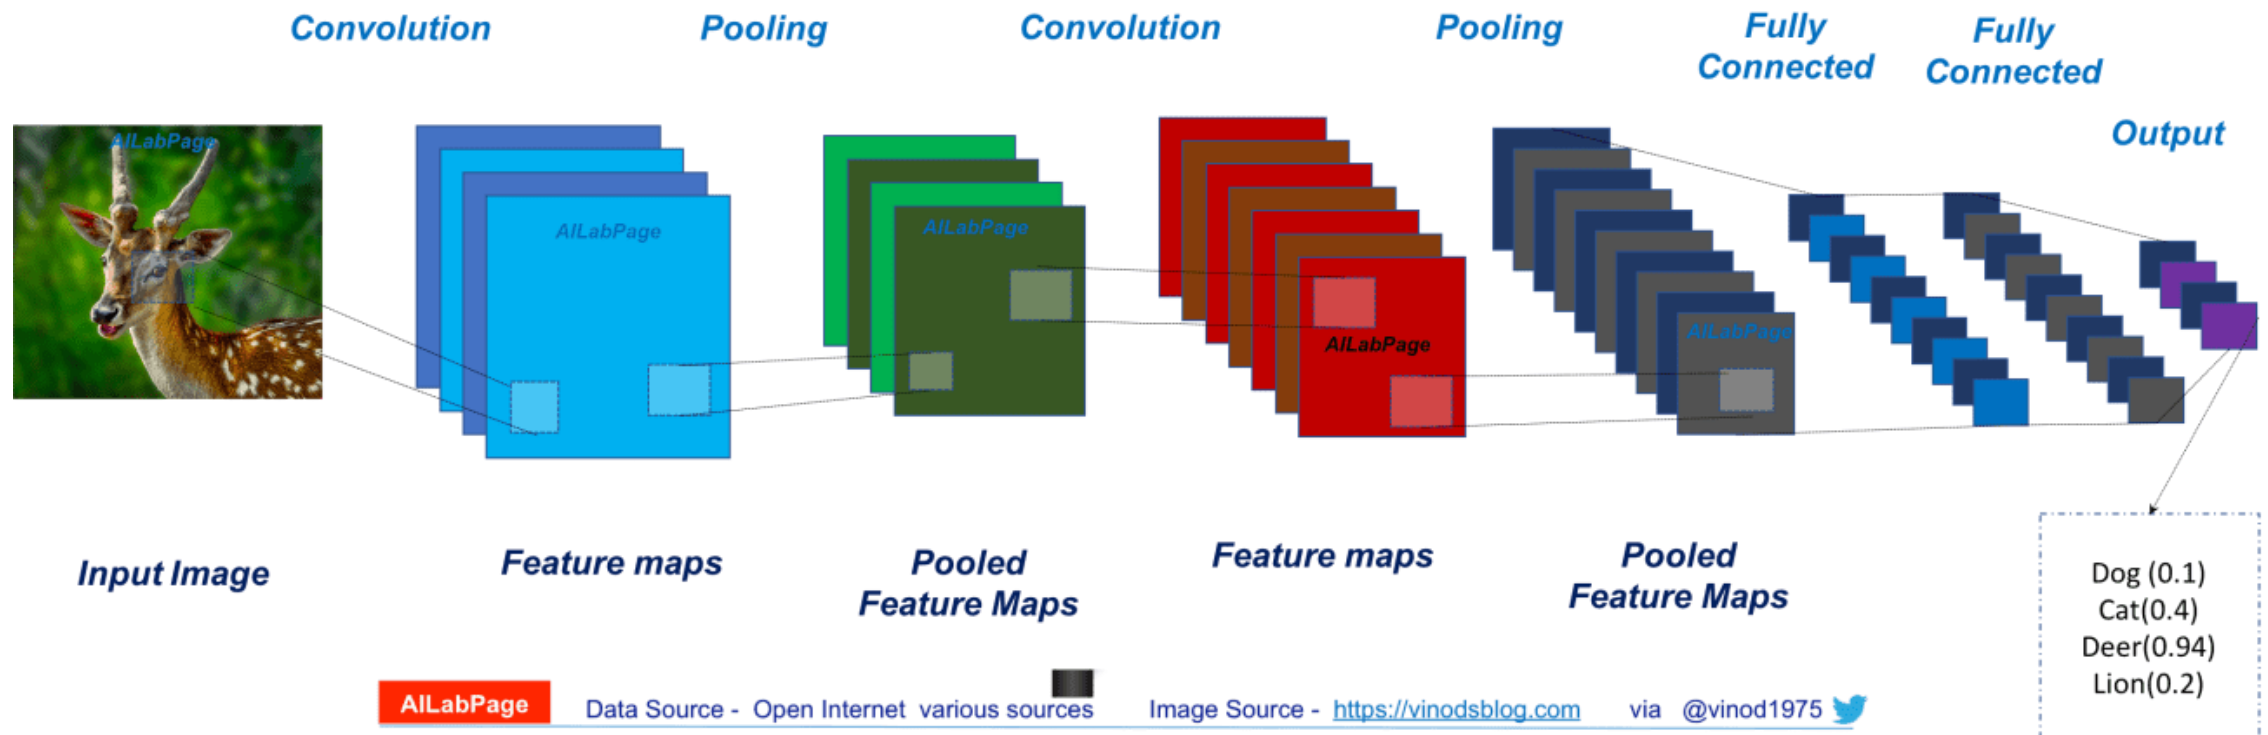 Convolution
Pooling
Convolution
Pooling
Fully
Connected
Fully
Connected
Output
AILabPage
AILabPage
AILabPage
AILabPage
AILabPage
Input Image
Feature maps
Pooled
Feature Maps
Feature maps
Pooled
Feature Maps
Dog (0.1)
Cat(0.4)
Deer(0.94)
Lion(0.2)
AILabPage
Data Source - Open Internet various sources
Image Source - https://vinodsblog.com
via @vinod1975